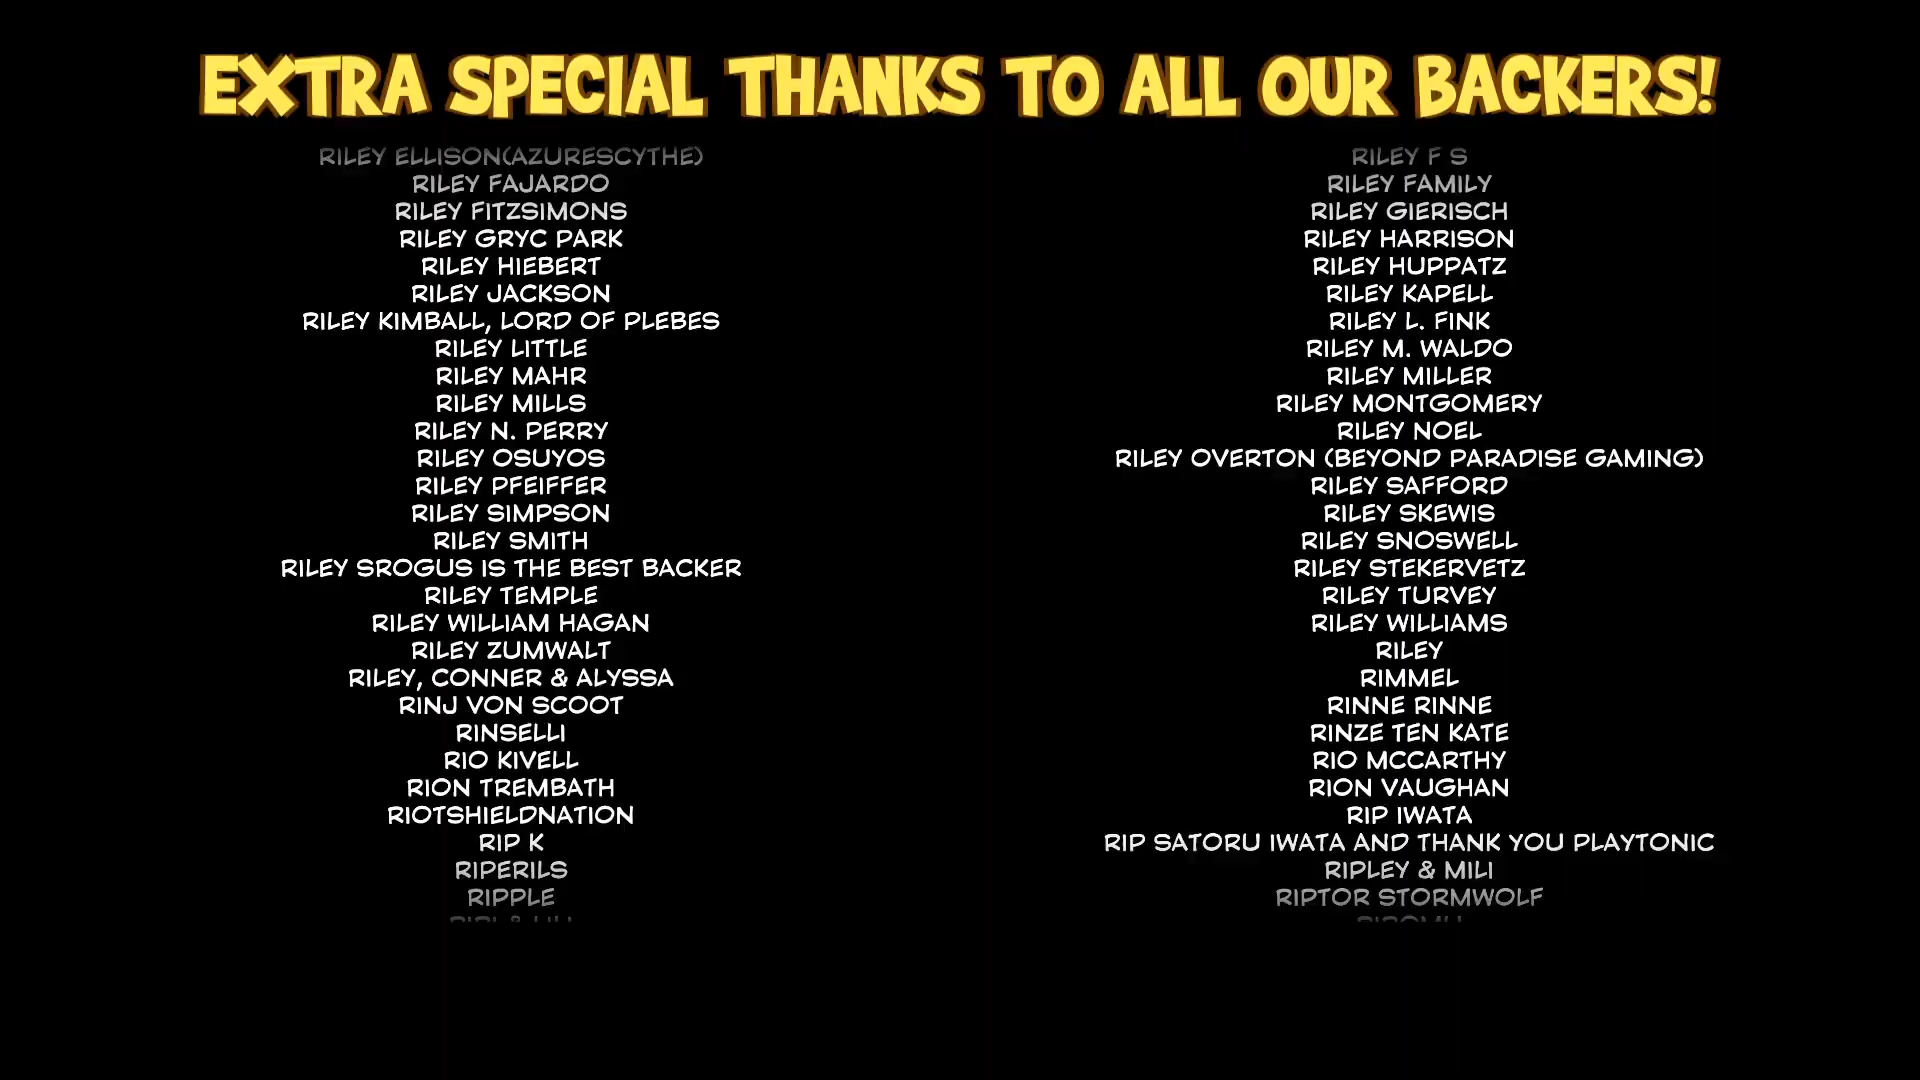 EXTRA SPECIAL THANKS TO ALL OUR BACKERS!
RILEY ELLISON(AZURESCYTHE)
RILEY F S
RILEY FAJARDO
RILEY FAMILY
RILEY FITZSIMONS
RILEY GIERISCH
RILEY GRYC PARK
RILEY HARRISON
RILEY HIEBERT
RILEY HUPPATZ
RILEY JACKSON
RILEY KAPELL
RILEY KIMBALL, LORD OF PLEBES
RILEY L. FINK
RILEY LITTLE
RILEY M. WALDO
RILEY MAHR
RILEY MILLER
RILEY MILLS
RILEY MONTGOMERY
RILEY N. PERRY
RILEY NOEL
RILEY OSUYOS
RILEY OVERTON (BEYOND PARADISE GAMING)
RILEY PFEIFFER
RILEY SAFFORD
RILEY SIMPSON
RILEY SKEWIS
RILEY SMITH
RILEY SNOSWELL
RILEY SROGUS IS THE BEST BACKER
RILEY STEKERVETZ
RILEY TEMPLE
RILEY TURVEY
RILEY WILLIAM HAGAN
RILEY WILLIAMS
RILEY ZUMWALT
RILEY
RILEY, CONNER & ALYSSA
RIMMEL
RINJ VON SCOOT
RINNE RINNE
RINSELLI
RINZE TEN KATE
RIO KIVELL
RIO MCCARTHY
RION TREMBATH
RION VAUGHAN
RIOTSHIELDNATION
RIP IWATA
RIP K
RIP SATORU IWATA AND THANK YOU PLAYTONIC
RIPERILS
RIPLEY & MILI
RIPPLE
RIPTOR STORMWOLF